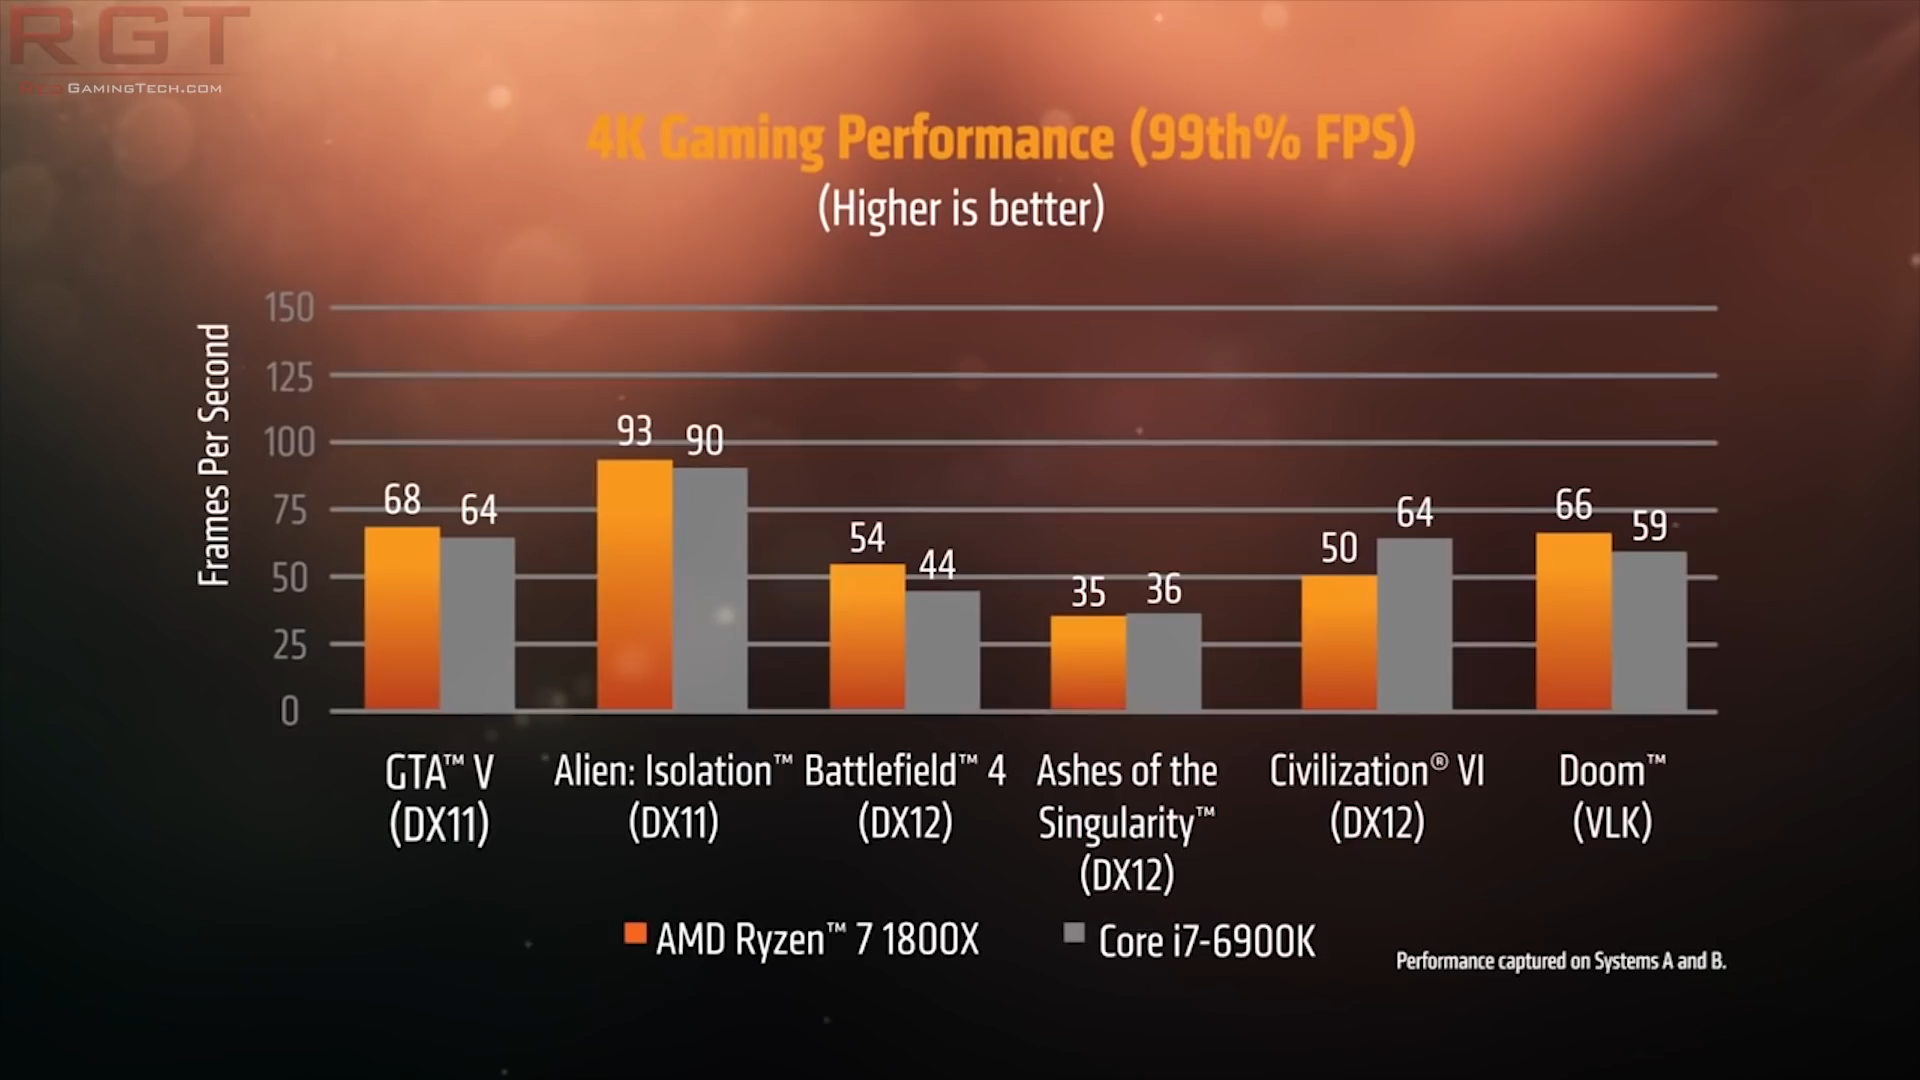 RGT
RedGamingTech.com
4K Gaming Performance (99th% FPS)
(Higher is better)
Frames Per Second
150
125
100
75
50
25
0
68
64
93
90
54
44
35
36
50
64
66
59
GTA™ V
(DX11)
Alien: Isolation™
(DX11)
Battlefield™ 4
(DX12)
Ashes of the
Singularity™
(DX12)
Civilization® VI
(DX12)
Doom™
(VLK)
AMD Ryzen™ 7 1800X
Core i7-6900K
Performance captured on Systems A and B.